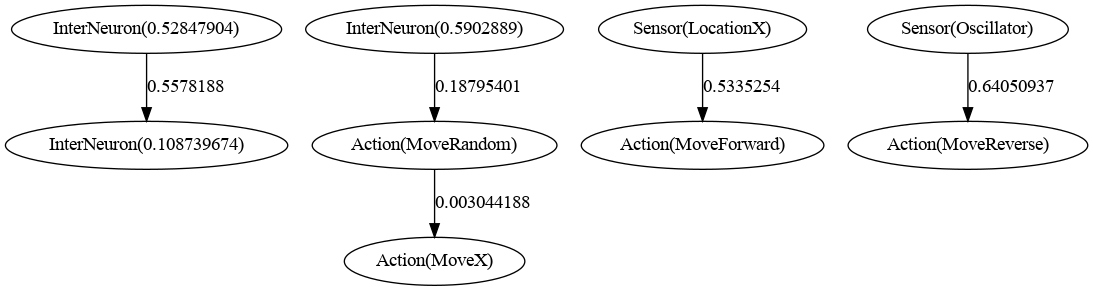 InterNeuron(0.52847904)
InterNeuron(0.5902889)
Sensor(LocationX)
Sensor(Oscillator)
0.5578188
0.18795401
0.5335254
0.64050937
InterNeuron(0.108739674)
Action(MoveRandom)
Action(MoveForward)
Action(MoveReverse)
0.003044188
Action(MoveX)